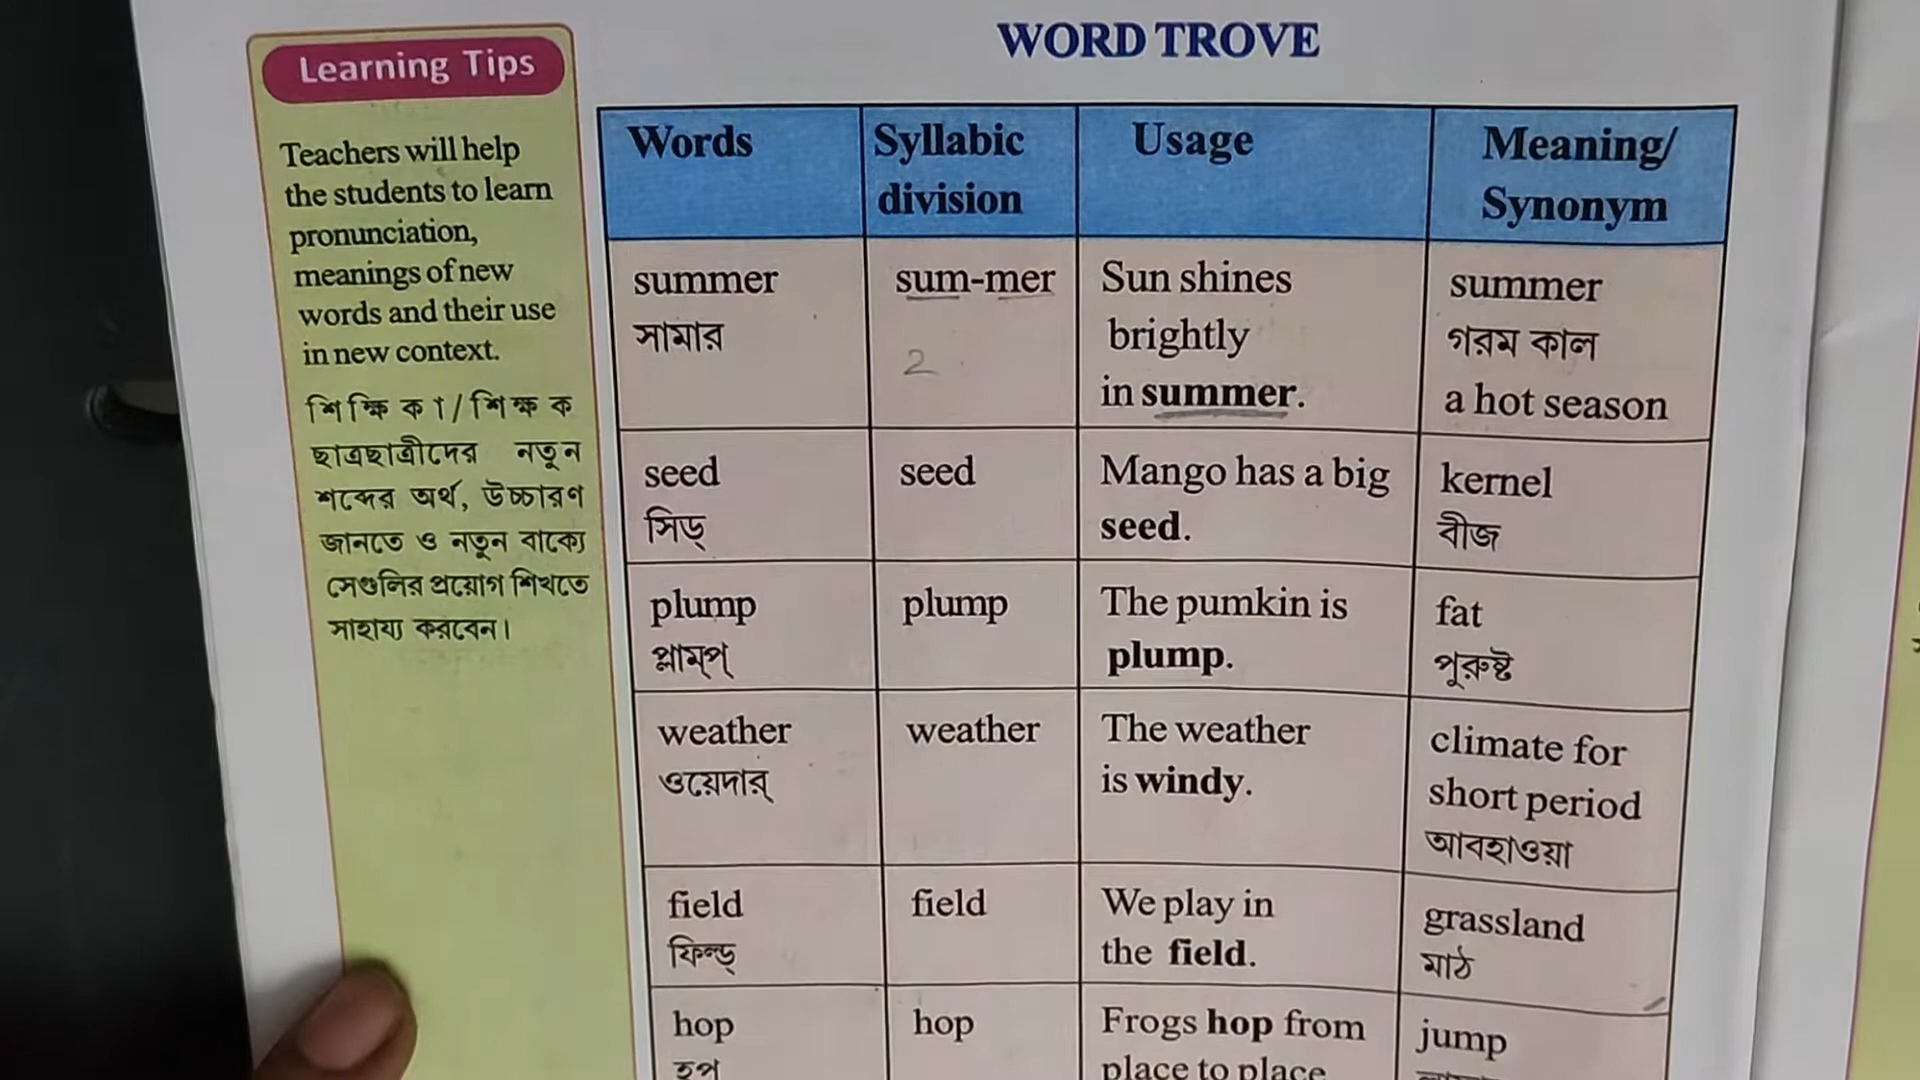 WORD TROVE
Learning Tips
Teachers will help
the students to learn
pronunciation,
meanings of new
words and their use
in new context.
শিক্ষিকা/শিক্ষক
ছাত্রছাত্রীদের নতুন
শব্দের অর্থ, উচ্চারণ
জানতে ও নতুন বাক্যে
সেগুলির প্রয়োগ শিখতে
সাহায্য করবেন।
Words
Syllabic
division
Usage
Meaning/
Synonym
summer
সামার
sum-mer
2
Sun shines
brightly
in summer.
summer
গরম কাল
a hot season
seed
সিড্
seed
Mango has a big
seed.
kernel
বীজ
plump
প্লাম্প্
plump
The pumkin is
plump.
fat
পুরুষ্ট
weather
ওয়েদার্
weather
The weather
is windy.
climate for
short period
আবহাওয়া
field
ফিল্ড্
field
We play in
the field.
grassland
মাঠ
hop
হপ
hop
Frogs hop from
place to place
jump